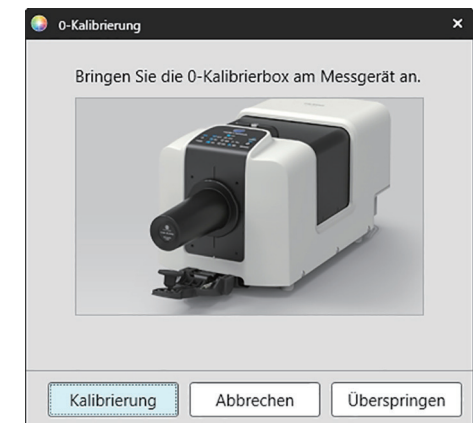 0-Kalibrierung
Bringen Sie die 0-Kalibrierbox am Messgerät an.
Kalibrierung
Abbrechen
Überspringen